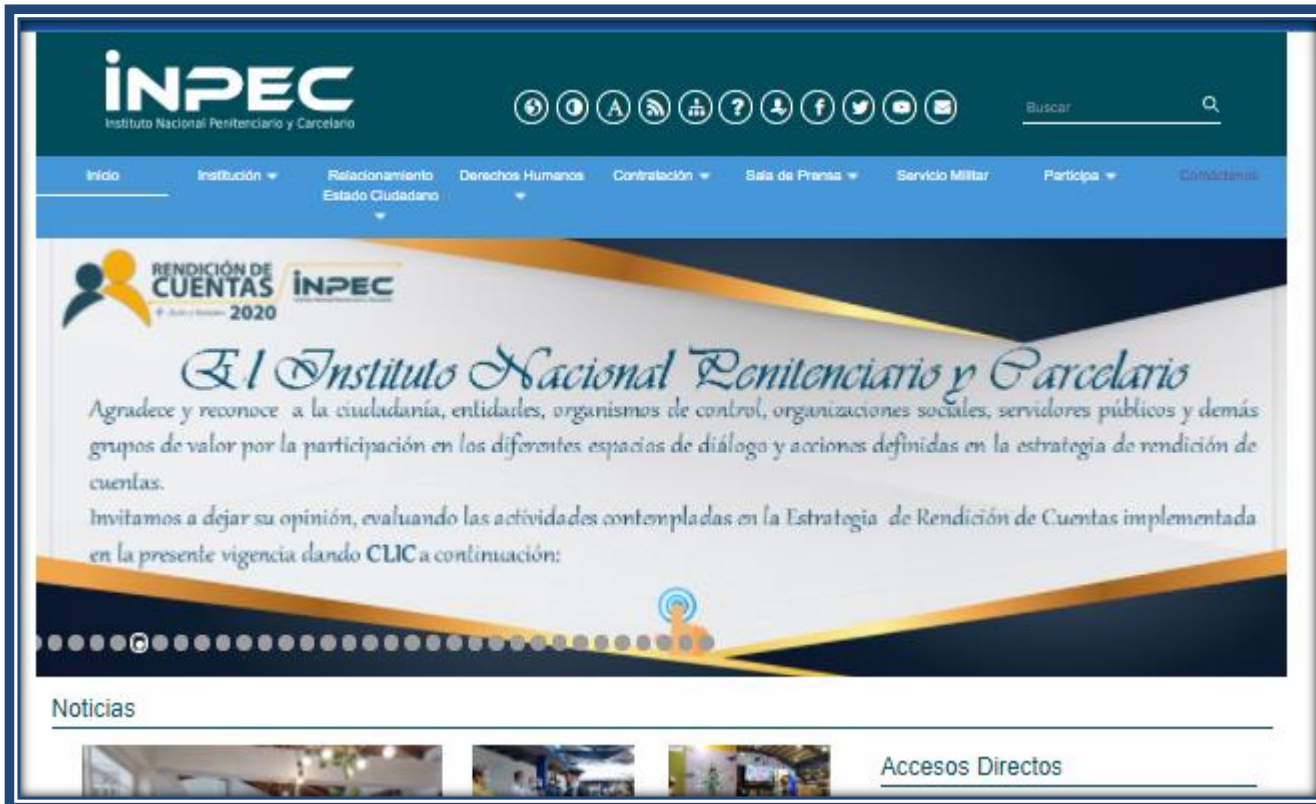 INPEC
Instituto Nacional Penitenciario y Carcelario
Buscar
Inicio
Institución
Relacionamiento
Estado Ciudadano
Derechos Humanos
Contratación
Sala de Prensa
Servicio Militar
Participa
Contáctenos
RENDICIÓN DE
CUENTAS
2020
INPEC
El Instituto Nacional Penitenciario y Carcelario
Agradece y reconoce a la ciudadanía, entidades, organismos de control, organizaciones sociales, servidores públicos y demás
grupos de valor por la participación en los diferentes espacios de diálogo y acciones definidas en la estrategia de rendición de
cuentas.
Invitamos a dejar su opinión, evaluando las actividades contempladas en la Estrategia de Rendición de Cuentas implementada
en la presente vigencia dando CLIC a continuación:
Noticias
Accesos Directos